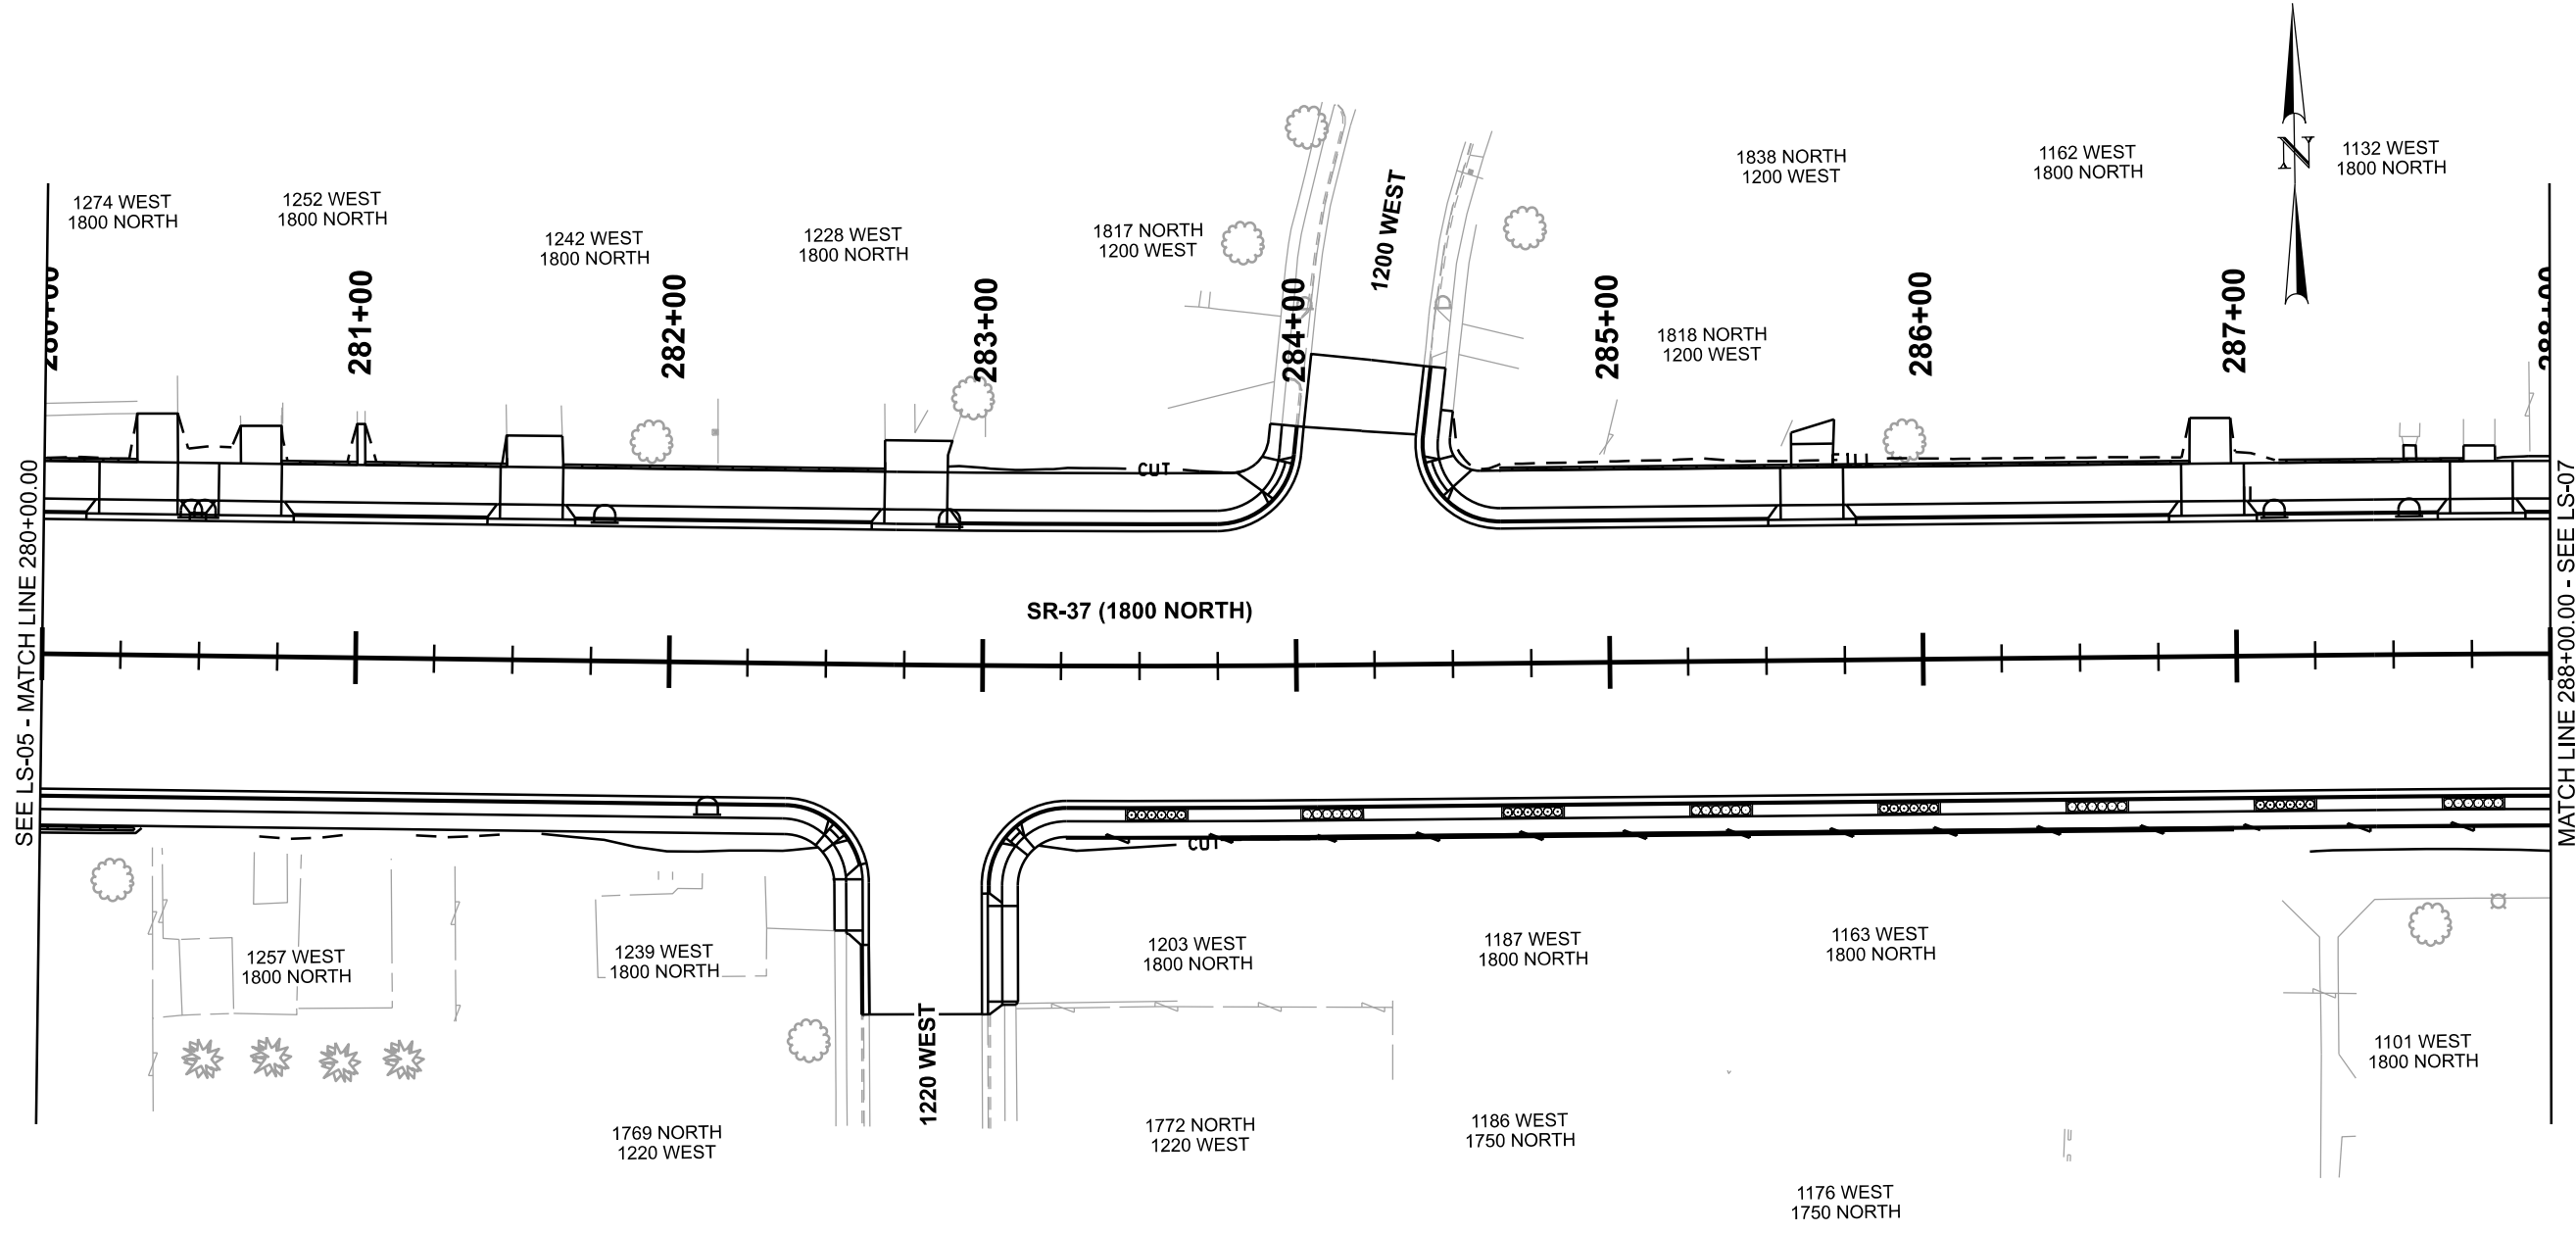 N
1274 WEST
1800 NORTH
1252 WEST
1800 NORTH
1242 WEST
1800 NORTH
1228 WEST
1800 NORTH
1817 NORTH
1200 WEST
1200 WEST
1838 NORTH
1200 WEST
1162 WEST
1800 NORTH
1132 WEST
1800 NORTH
1818 NORTH
1200 WEST
280+00
281+00
282+00
283+00
284+00
285+00
286+00
287+00
288+00
CUT
SEE LS-05 - MATCH LINE 280+00.00
SR-37 (1800 NORTH)
MATCH LINE 288+00.00 - SEE LS-07
CUT
1257 WEST
1800 NORTH
1239 WEST
1800 NORTH
1220 WEST
1203 WEST
1800 NORTH
1187 WEST
1800 NORTH
1163 WEST
1800 NORTH
1101 WEST
1800 NORTH
1769 NORTH
1220 WEST
1772 NORTH
1220 WEST
1186 WEST
1750 NORTH
1176 WEST
1750 NORTH